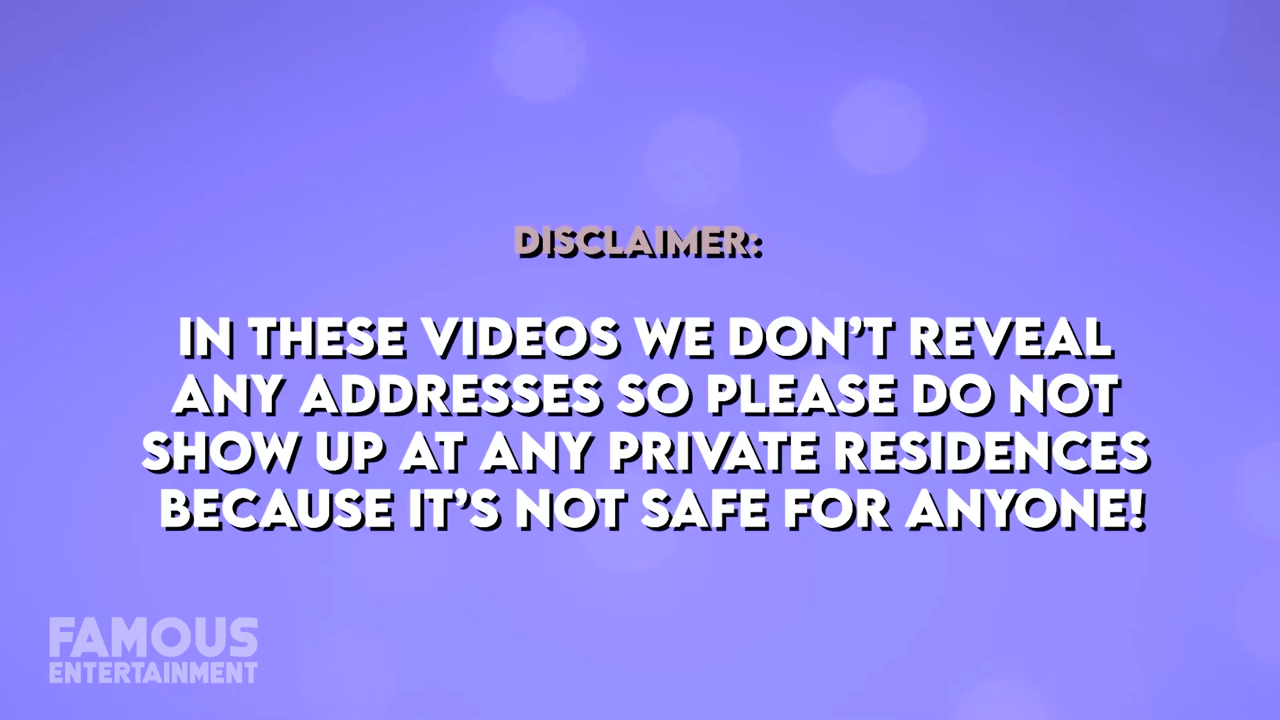 DISCLAIMER:
IN THESE VIDEOS WE DON'T REVEAL
ANY ADDRESSES SO PLEASE DO NOT
SHOW UP AT ANY PRIVATE RESIDENCES
BECAUSE IT'S NOT SAFE FOR ANYONE!
FAMOUS
ENTERTAINMENT